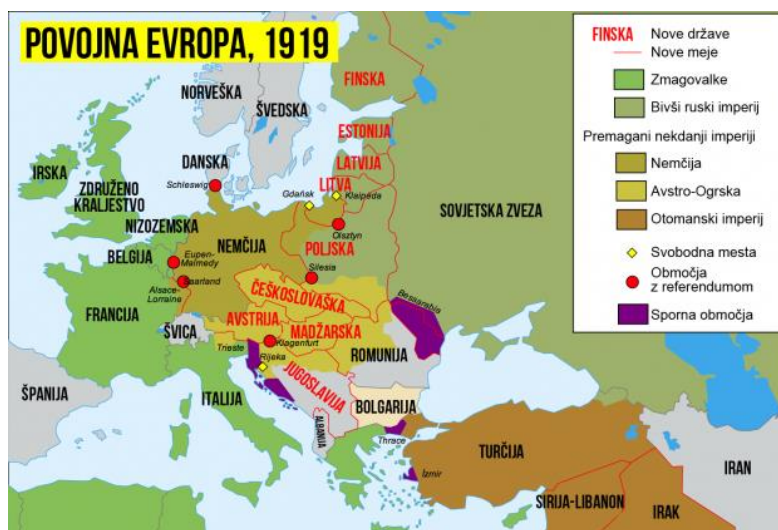 POVOJNA EVROPA, 1919
FINSKA
Nove države
Nove meje
Zmagovalke
Bivši ruski imperij
Premagani nekdanji imperiji
Nemčija
Avstro-Ogrska
Otomanski imperij
Svobodna mesta
Območja
z referendumom
Sporna območja
FINSKA
NORVEŠKA
ŠVEDSKA
ESTONIJA
LATVIJA
LITVA
Klaipėda
DANSKA
Schleswig
Gdańsk
IRSKA
ZDRUŽENO
KRALJESTVO
SOVJETSKA ZVEZA
NIZOZEMSKA
Olsztyn
BELGIJA
NEMČIJA
POLJSKA
Eupen-
Malmedy
Silesia
Saarland
Alsace-
Lorraine
ČEŠKOSLOVAŠKA
Bessarabia
FRANCIJA
AVSTRIJA
MADŽARSKA
ŠVICA
Klagenfurt
Trieste
Rijeka
ROMUNIJA
JUGOSLAVIJA
ŠPANIJA
ITALIJA
BOLGARIJA
ALBANIJA
Thrace
TURČIJA
Izmir
IRAN
SIRIJA-LIBANON
IRAK